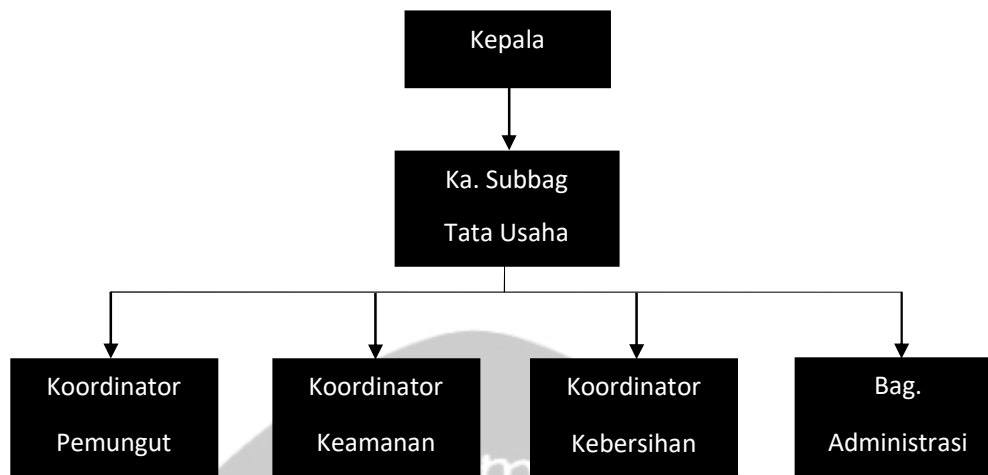 Kepala
Ka. Subbag
Tata Usaha
Koordinator
Pemungut
Koordinator
Keamanan
Koordinator
Kebersihan
Bag.
Administrasi